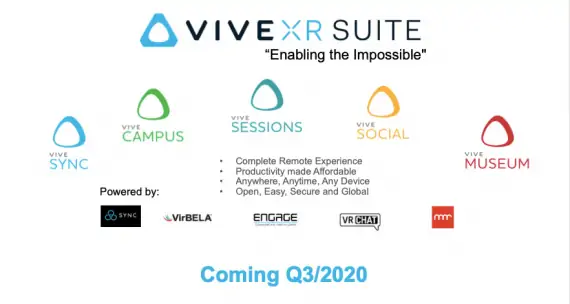 VIVE XR SUITE
“Enabling the Impossible"
VIVE
SYNC
VIVE
CAMPUS
VIVE
SESSIONS
VIVE
SOCIAL
VIVE
MUSEUM
• Complete Remote Experience
• Productivity made Affordable
• Anywhere, Anytime, Any Device
• Open, Easy, Secure and Global
Powered by:
SYNC
VirBELA
ENGAGE
VRCHAT
Coming Q3/2020